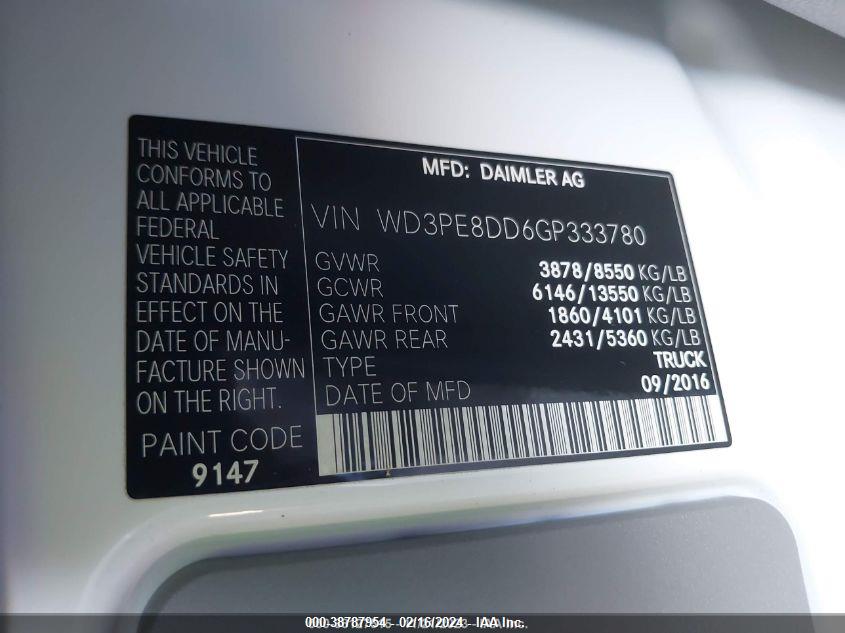 THIS VEHICLE
CONFORMS TO
ALL APPLICABLE
FEDERAL
VEHICLE SAFETY
STANDARDS IN
EFFECT ON THE
DATE OF MANU-
FACTURE SHOWN
ON THE RIGHT.
PAINT CODE
9147
MFD: DAIMLER AG
VIN WD3PE8DD6GP333780
GVWR 3878/8550 KG/LB
GCWR 6146/13550 KG/LB
GAWR FRONT 1860/4101 KG/LB
GAWR REAR 2431/5360 KG/LB
TYPE TRUCK
DATE OF MFD 09/2016
000-38787954 - 02/16/2024 - IAA Inc.